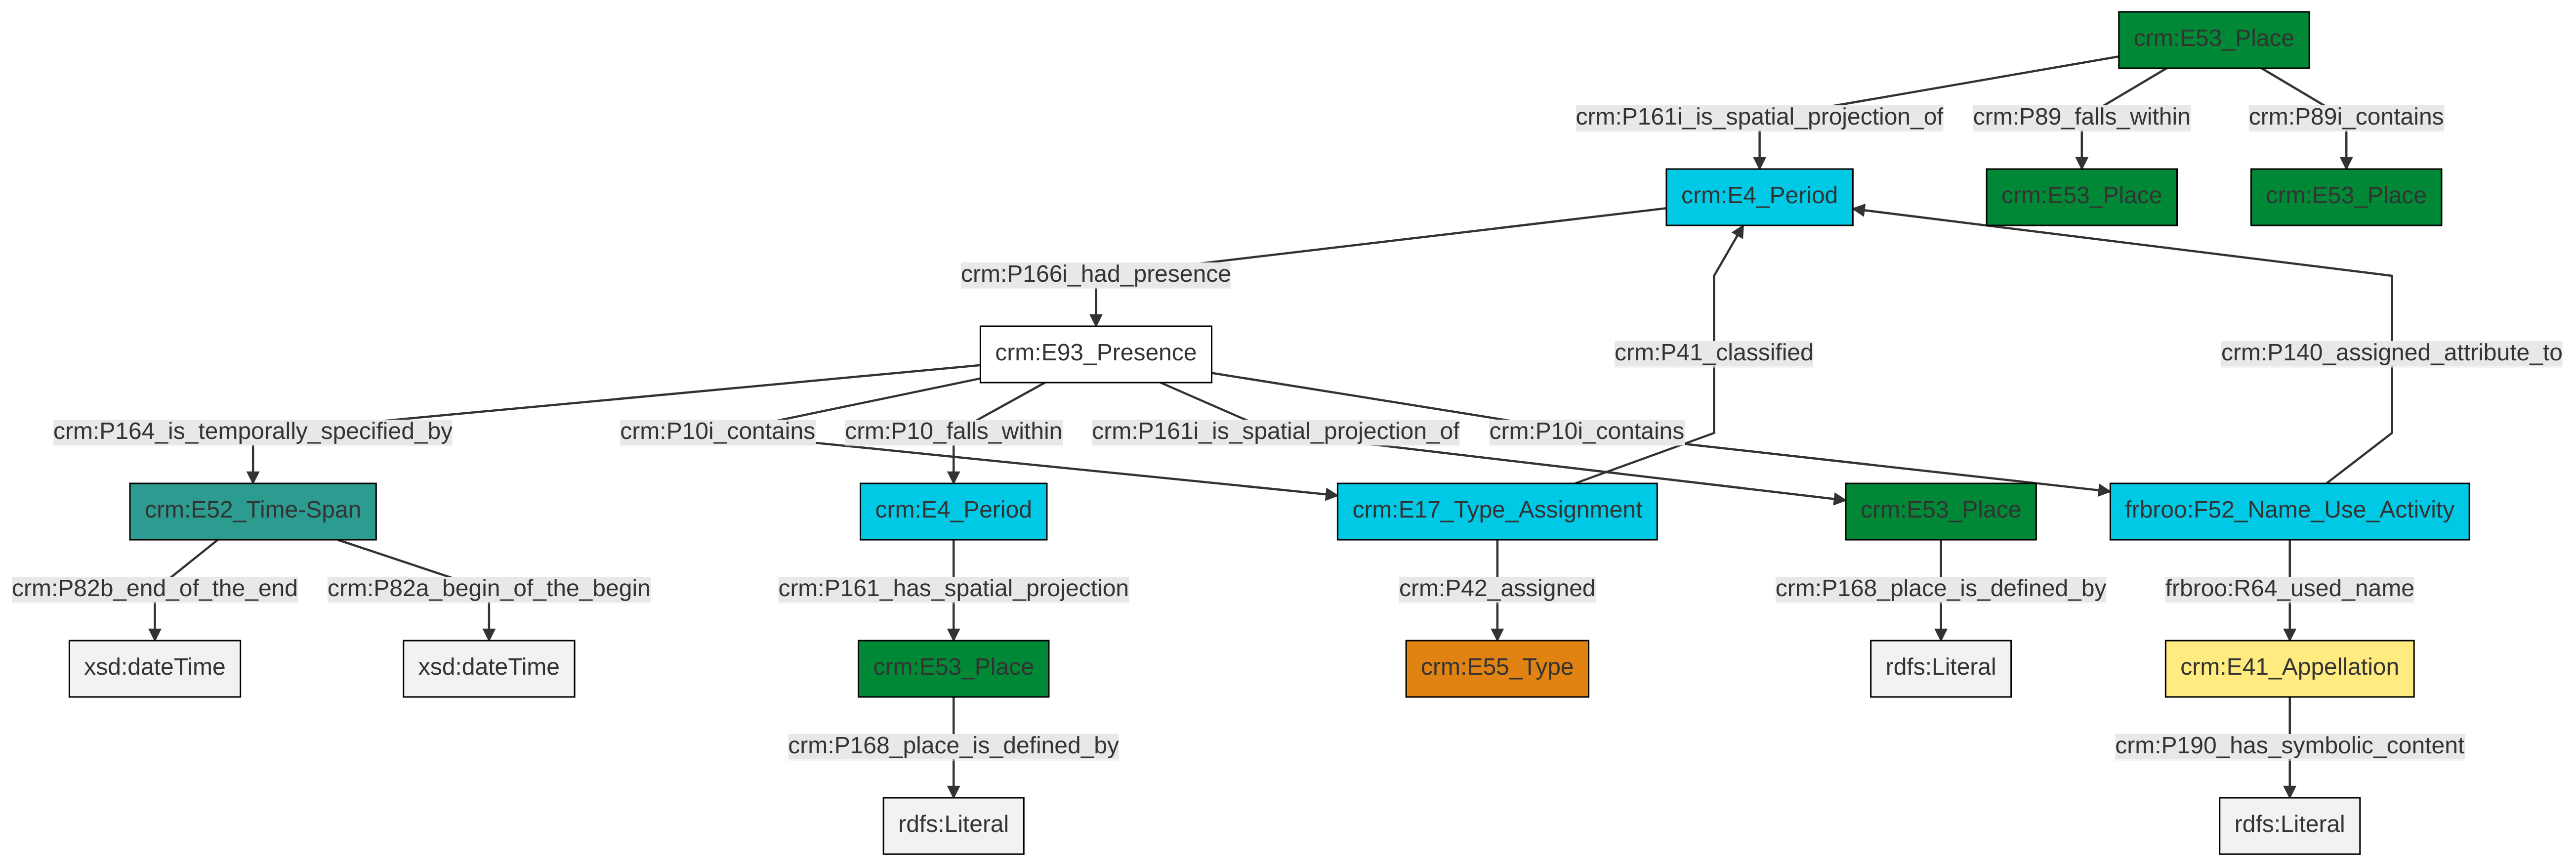 crm:E53_Place
crm:P161i_is_spatial_projection_of
crm:P89_falls_within
crm:P89i_contains
crm:E4_Period
crm:E53_Place
crm:E53_Place
crm:P166i_had_presence
crm:E93_Presence
crm:P41_classified
crm:P140_assigned_attribute_to
crm:P164_is_temporally_specified_by
crm:P10i_contains
crm:P10_falls_within
crm:P161i_is_spatial_projection_of
crm:P10i_contains
crm:E52_Time-Span
crm:E4_Period
crm:E17_Type_Assignment
crm:E53_Place
frbroo:F52_Name_Use_Activity
crm:P82b_end_of_the_end
crm:P82a_begin_of_the_begin
crm:P161_has_spatial_projection
crm:P42_assigned
crm:P168_place_is_defined_by
frbroo:R64_used_name
xsd:dateTime
xsd:dateTime
crm:E53_Place
crm:E55_Type
rdfs:Literal
crm:E41_Appellation
crm:P168_place_is_defined_by
crm:P190_has_symbolic_content
rdfs:Literal
rdfs:Literal